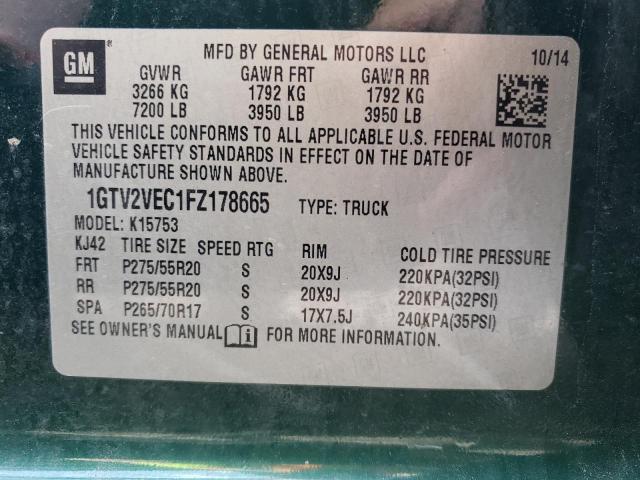 GM
MFD BY GENERAL MOTORS LLC 10/14
GVWR GAWR FRT GAWR RR
3266 KG 1792 KG 1792 KG
7200 LB 3950 LB 3950 LB
THIS VEHICLE CONFORMS TO ALL APPLICABLE U.S. FEDERAL MOTOR
VEHICLE SAFETY STANDARDS IN EFFECT ON THE DATE OF
MANUFACTURE SHOWN ABOVE.
1GTV2VEC1FZ178665 TYPE: TRUCK
MODEL: K15753
KJ42 TIRE SIZE SPEED RTG RIM COLD TIRE PRESSURE
FRT P275/55R20 S 20X9J 220KPA(32PSI)
RR P275/55R20 S 20X9J 220KPA(32PSI)
SPA P265/70R17 S 17X7.5J 240KPA(35PSI)
SEE OWNER'S MANUAL FOR MORE INFORMATION.